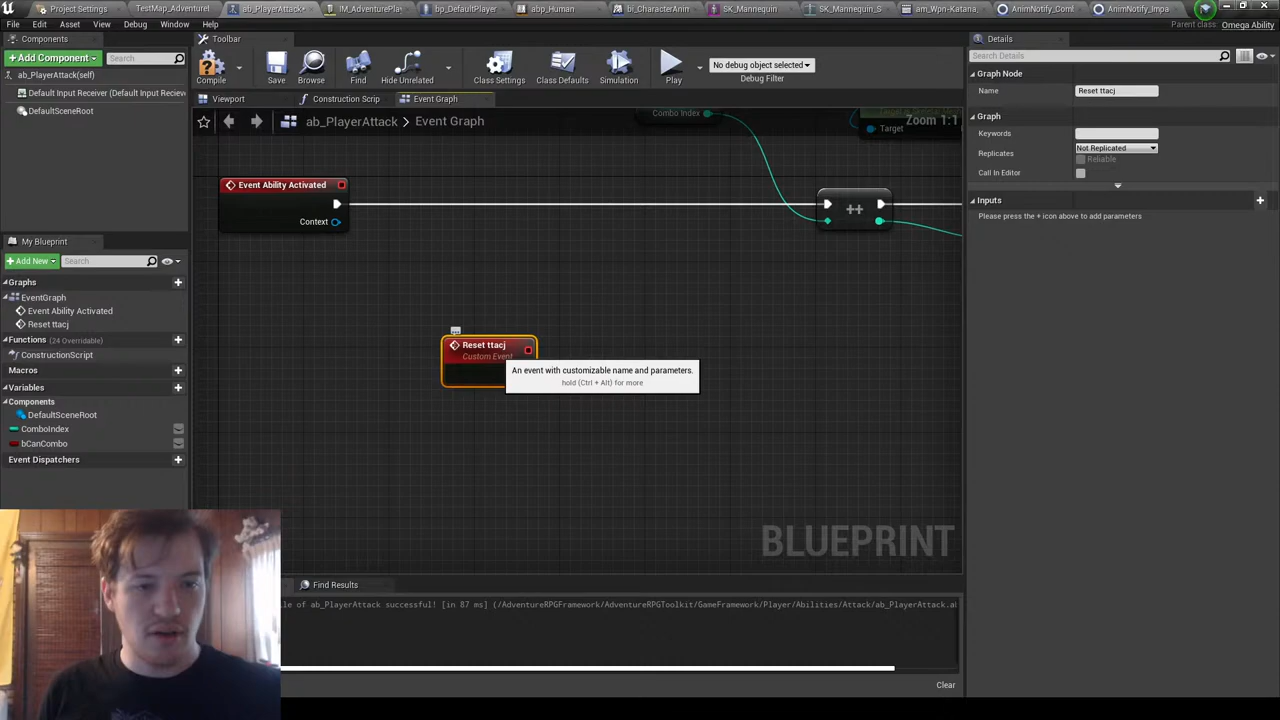 Project Settings
TestMap_Adventurel
ab_PlayerAttack*
IM_AdventurePla
bp_DefaultPlayer
abp_Human
bi_CharacterAnim
SK_Mannequin
SK_Mannequin_S
am_Wpn-Katana_
AnimNotify_Coml
AnimNotify_Impa
File
Edit
Asset
View
Debug
Window
Help
Parent class:
Omega Ability
Components
+ Add Component
Search
ab_PlayerAttack(self)
Default Input Receiver (Default Input Receive
DefaultSceneRoot
Toolbar
Compile
Save
Browse
Find
Hide Unrelated
Class Settings
Class Defaults
Simulation
Play
No debug object selected
Debug Filter
Viewport
Construction Scrip
Event Graph
ab_PlayerAttack > Event Graph
Zoom 1:1
Combo Index
Target
Event Ability Activated
Context
++
Reset ttacj
Custom Event
An event with customizable name and parameters.
hold (Ctrl + Alt) for more
BLUEPRINT
My Blueprint
+ Add New
Search
Graphs
EventGraph
Event Ability Activated
Reset ttacj
Functions (24 Overridable)
ConstructionScript
Macros
Variables
Components
DefaultSceneRoot
ComboIndex
bCanCombo
Event Dispatchers
Find Results
ile of ab_PlayerAttack successful! [in 87 ms] (/AdventureRPGFramework/AdventureRPGToolkit/GameFramework/Player/Abilities/Attack/ab_PlayerAttack.ab
Clear
Details
Search Details
Graph Node
Name
Reset ttacj
Graph
Keywords
Replicates
Not Replicated
Reliable
Call In Editor
Inputs
Please press the + icon above to add parameters